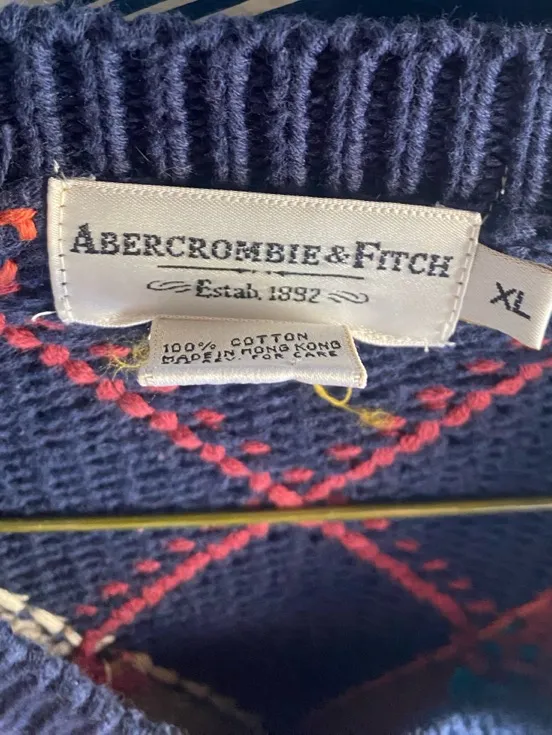 ABERCROMBIE & FITCH
Estab. 1892
XL
100% COTTON
MADE IN HONG KONG
FOR CARE